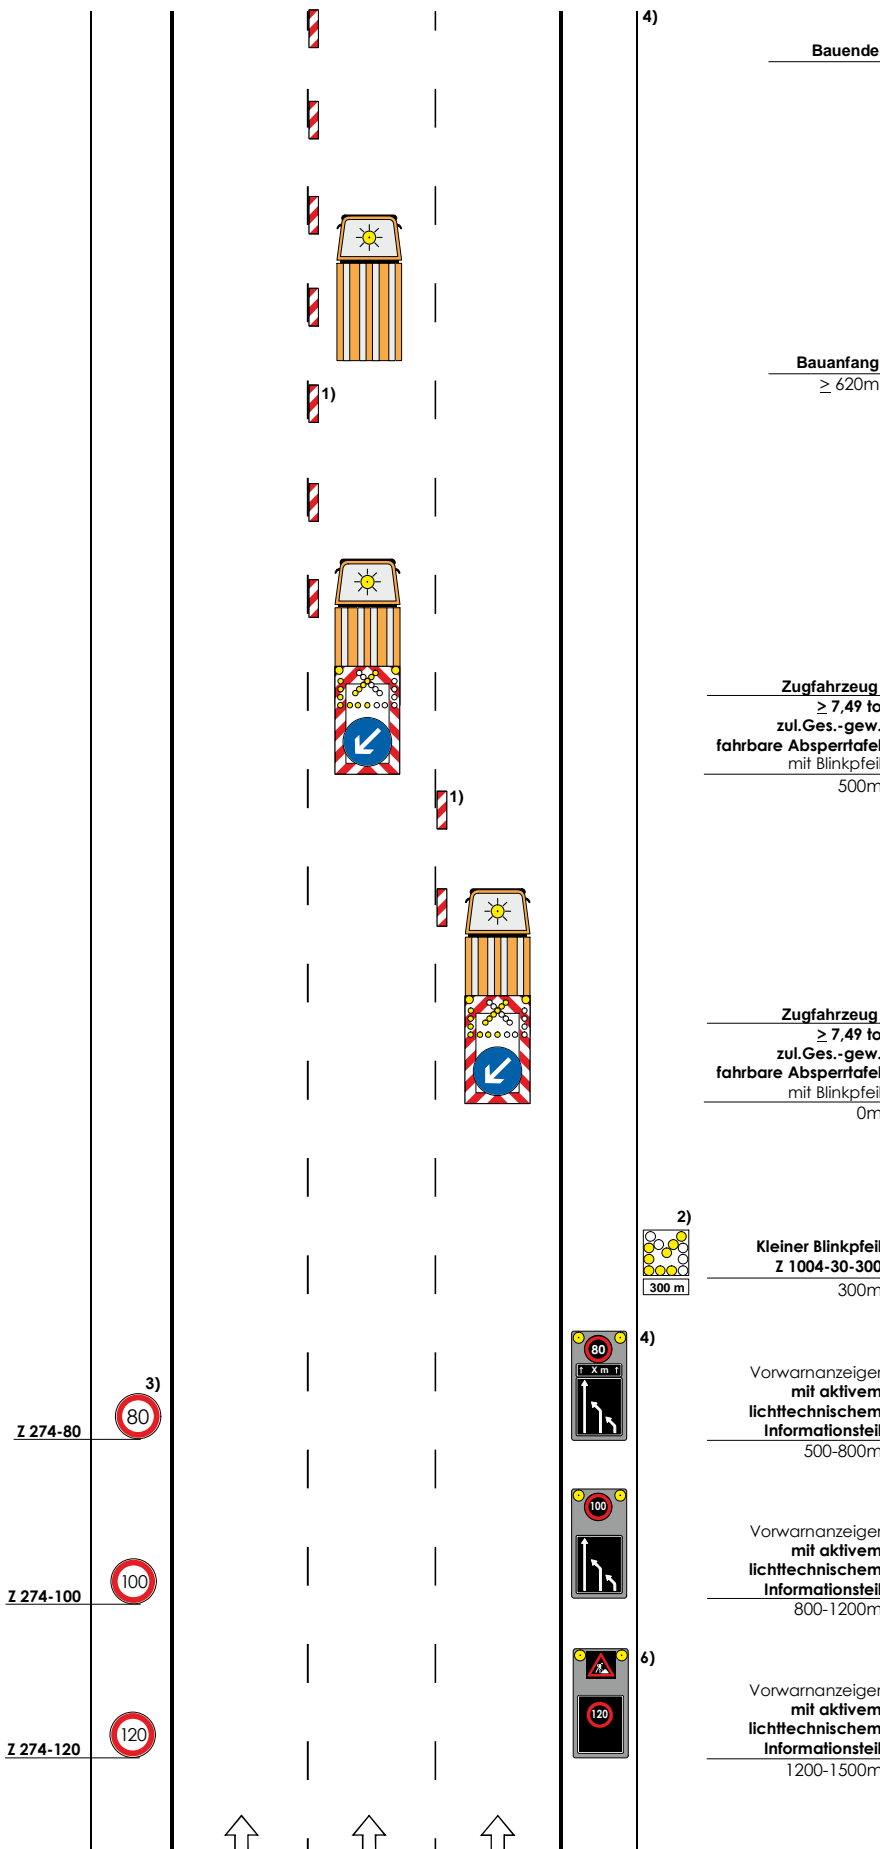 4)
Bauende
Bauanfang
≥ 620m
1)
Zugfahrzeug
≥ 7,49 to
zul.Ges.-gew.
fahrbare Absperrtafel
mit Blinkpfeil
500m
1)
Zugfahrzeug
≥ 7,49 to
zul.Ges.-gew.
fahrbare Absperrtafel
mit Blinkpfeil
0m
2)
300 m
Kleiner Blinkpfeil
Z 1004-30-300
300m
4)
80
↑ X m ↑
Vorwarnanzeiger
mit aktivem
lichttechnischem
Informationsteil
500-800m
3)
80
Z 274-80
100
Vorwarnanzeiger
mit aktivem
lichttechnischem
Informationsteil
800-1200m
100
Z 274-100
6)
120
Vorwarnanzeiger
mit aktivem
lichttechnischem
Informationsteil
1200-1500m
120
Z 274-120